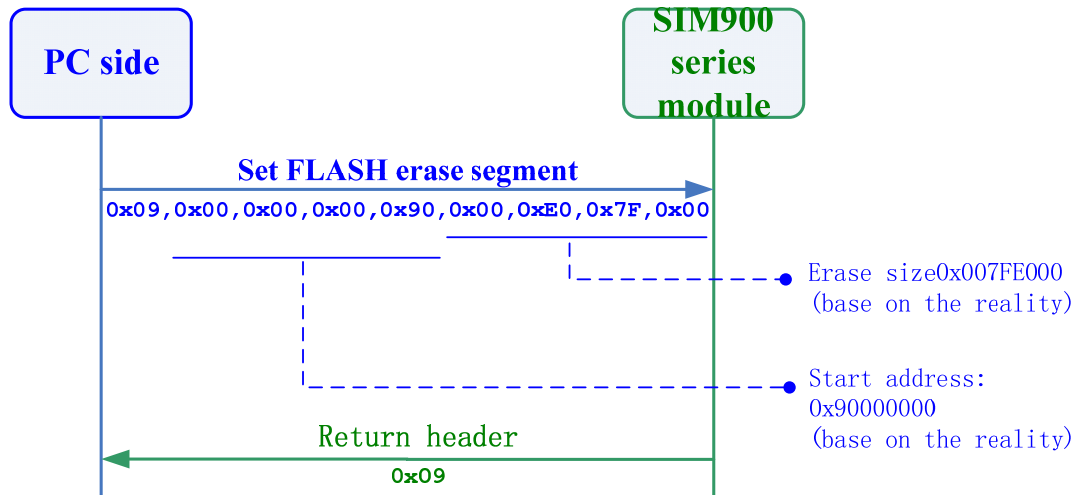 PC side
SIM900
series
module
Set FLASH erase segment
0x09,0x00,0x00,0x00,0x90,0x00,0xE0,0x7F,0x00
Erase size0x007FE000
(base on the reality)
Start address:
0x90000000
(base on the reality)
Return header
0x09